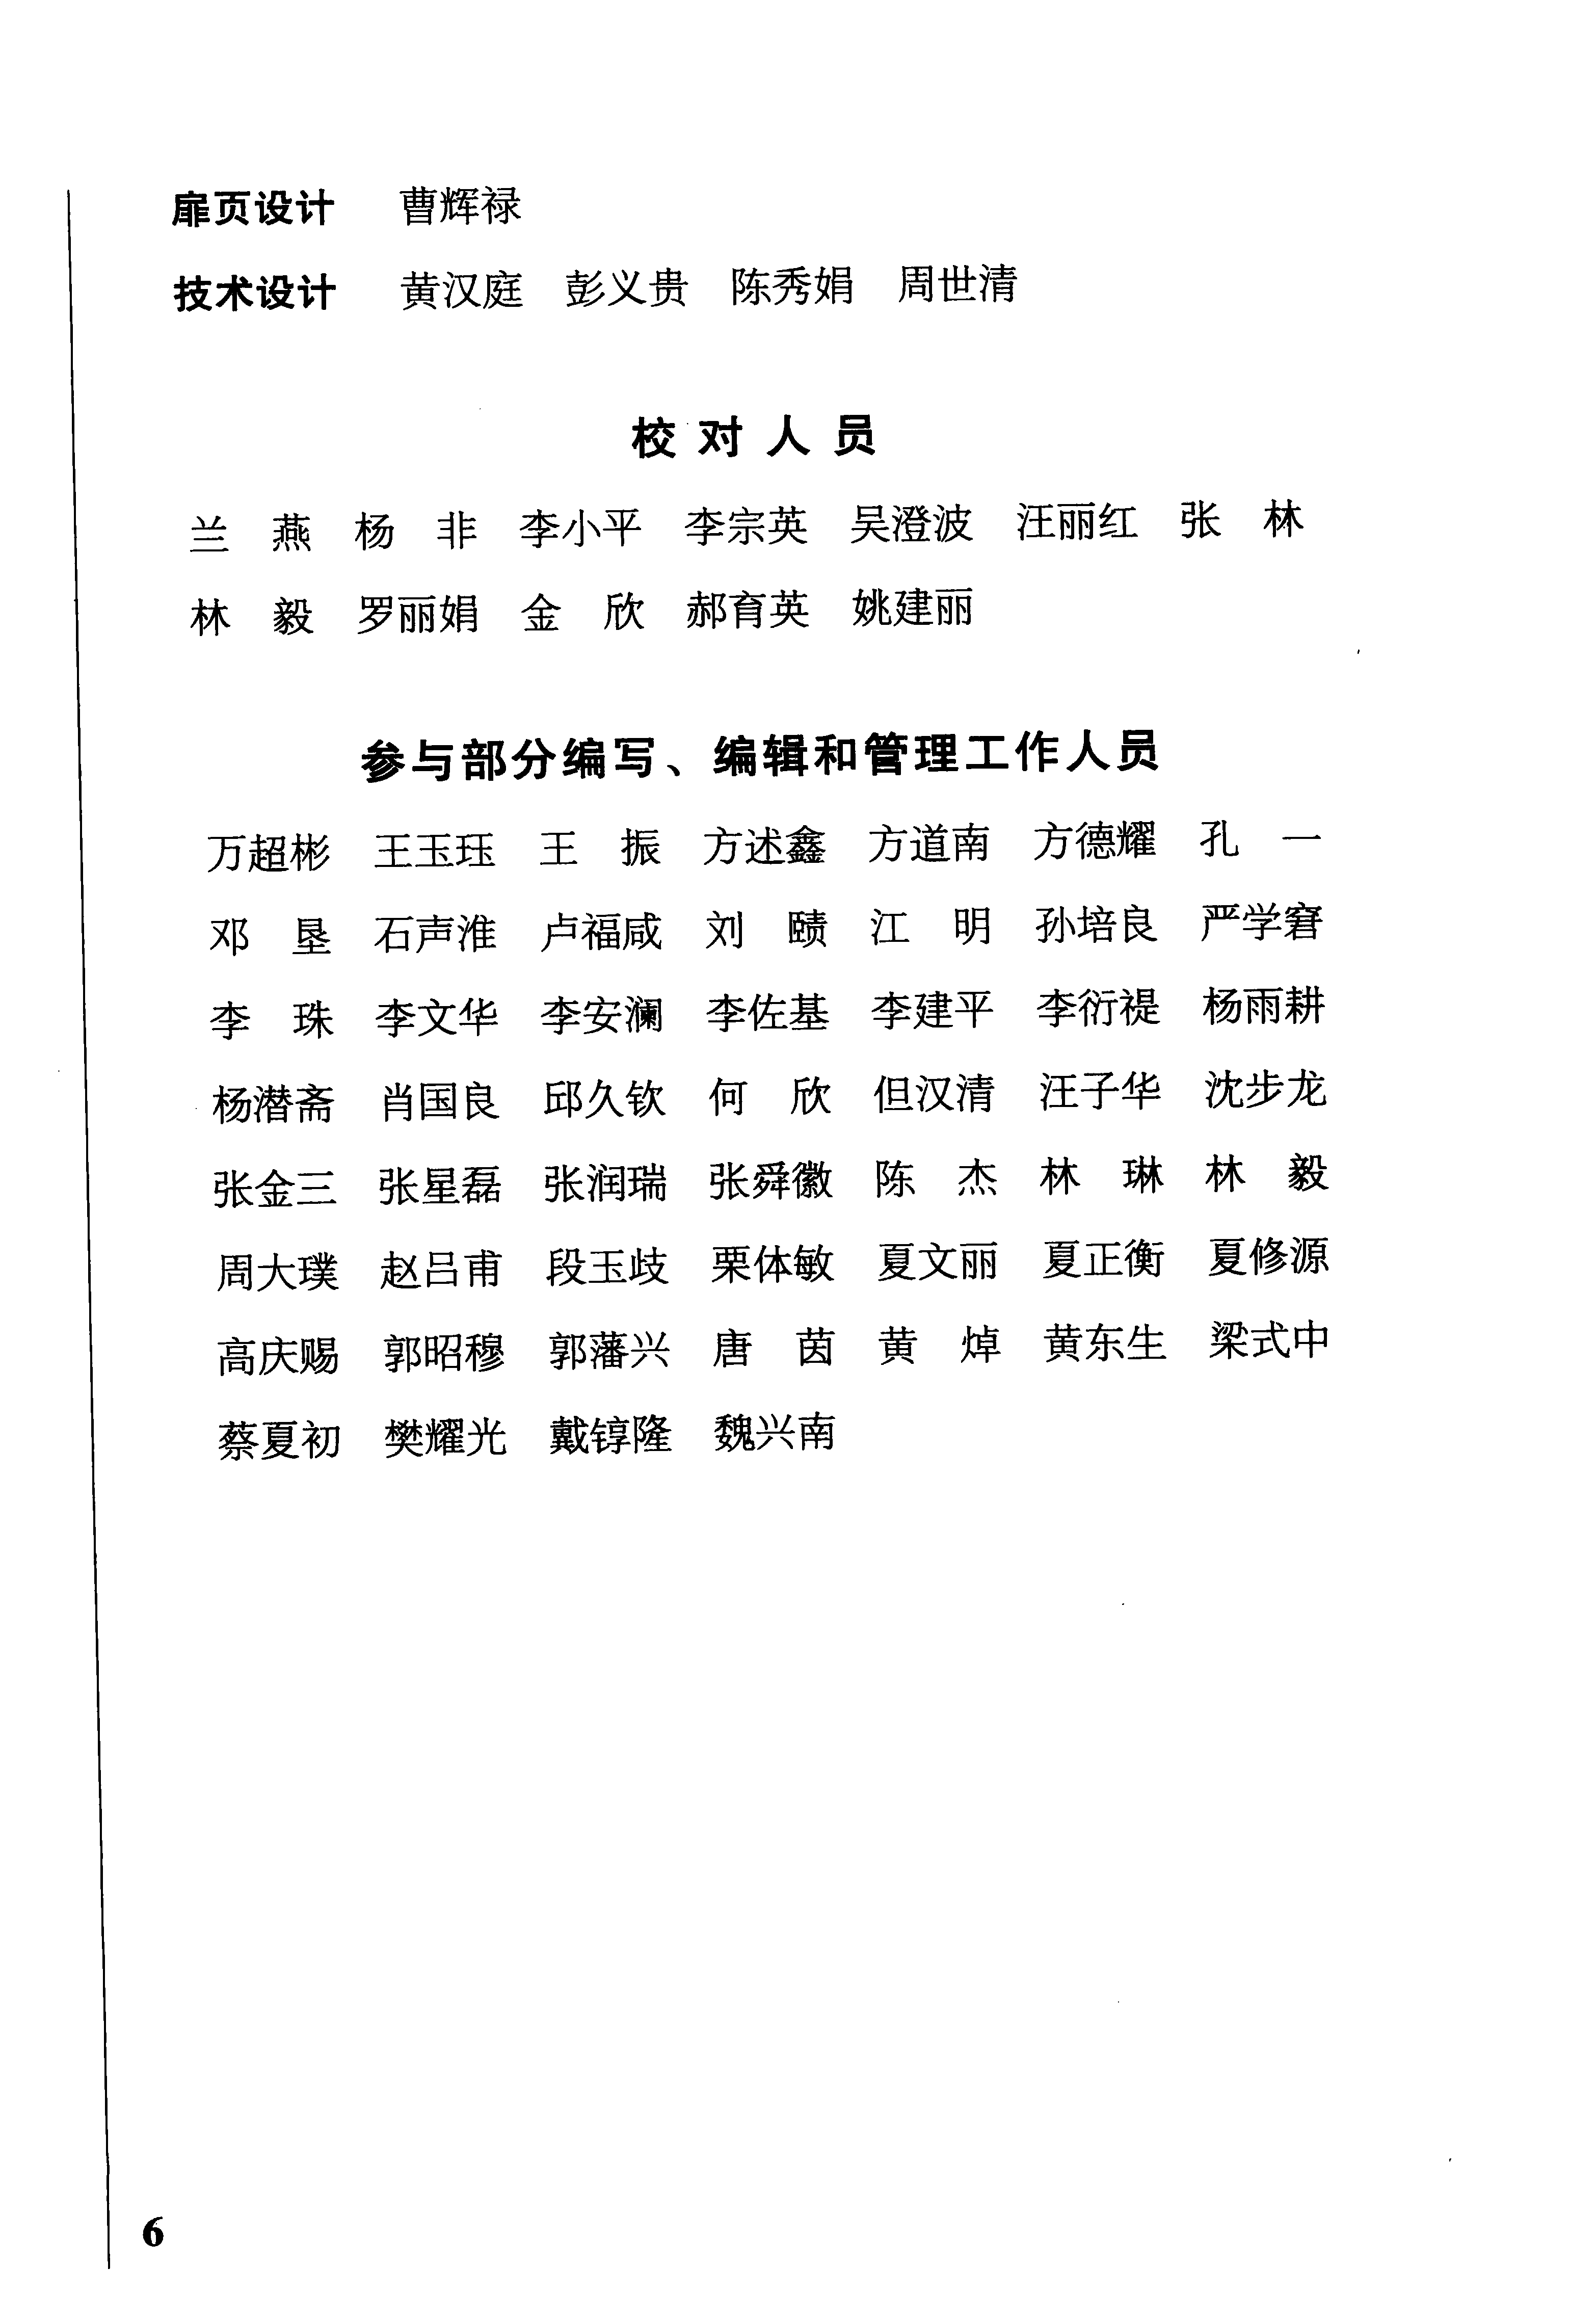 扉页设计 曹辉禄
技术设计 黄汉庭 彭义贵 陈秀娟 周世清
校对人员
兰 燕 杨 非 李小平 李宗英 吴澄波 汪丽红 张 林
林 毅 罗丽娟 金 欣 郝育英 姚建丽
参与部分编写、编辑和管理工作人员
万超彬 王玉珏 王 振 方述鑫 方道南 方德耀 孔 一
邓 垦 石声淮 卢福咸 刘 赜 江 明 孙培良 严学宭
李 珠 李文华 李安澜 李佐基 李建平 李衍禔 杨雨耕
杨潜斋 肖国良 邱久钦 何 欣 但汉清 汪子华 沈步龙
张金三 张星磊 张润瑞 张舜徽 陈 杰 林 琳 林 毅
周大璞 赵吕甫 段玉歧 栗体敏 夏文丽 夏正衡 夏修源
高庆赐 郭昭穆 郭藩兴 唐 茵 黄 焯 黄东生 梁式中
蔡夏初 樊耀光 戴锌隆 魏兴南
6